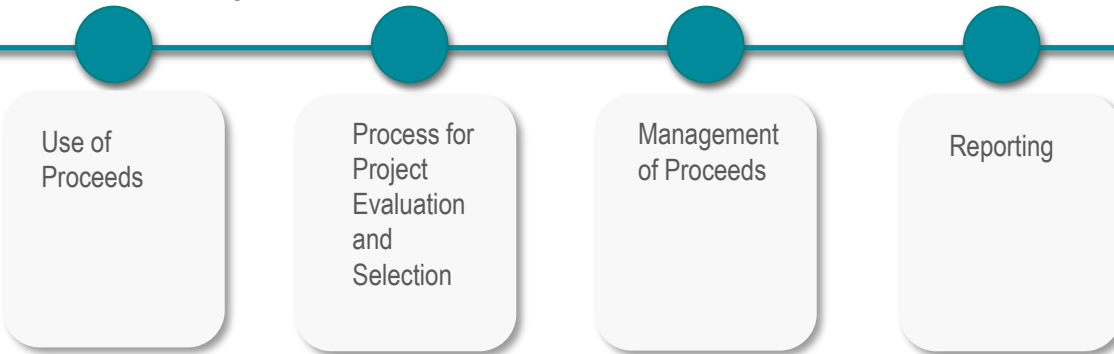 Use of
Proceeds
Process for
Project
Evaluation
and
Selection
Management
of Proceeds
Reporting